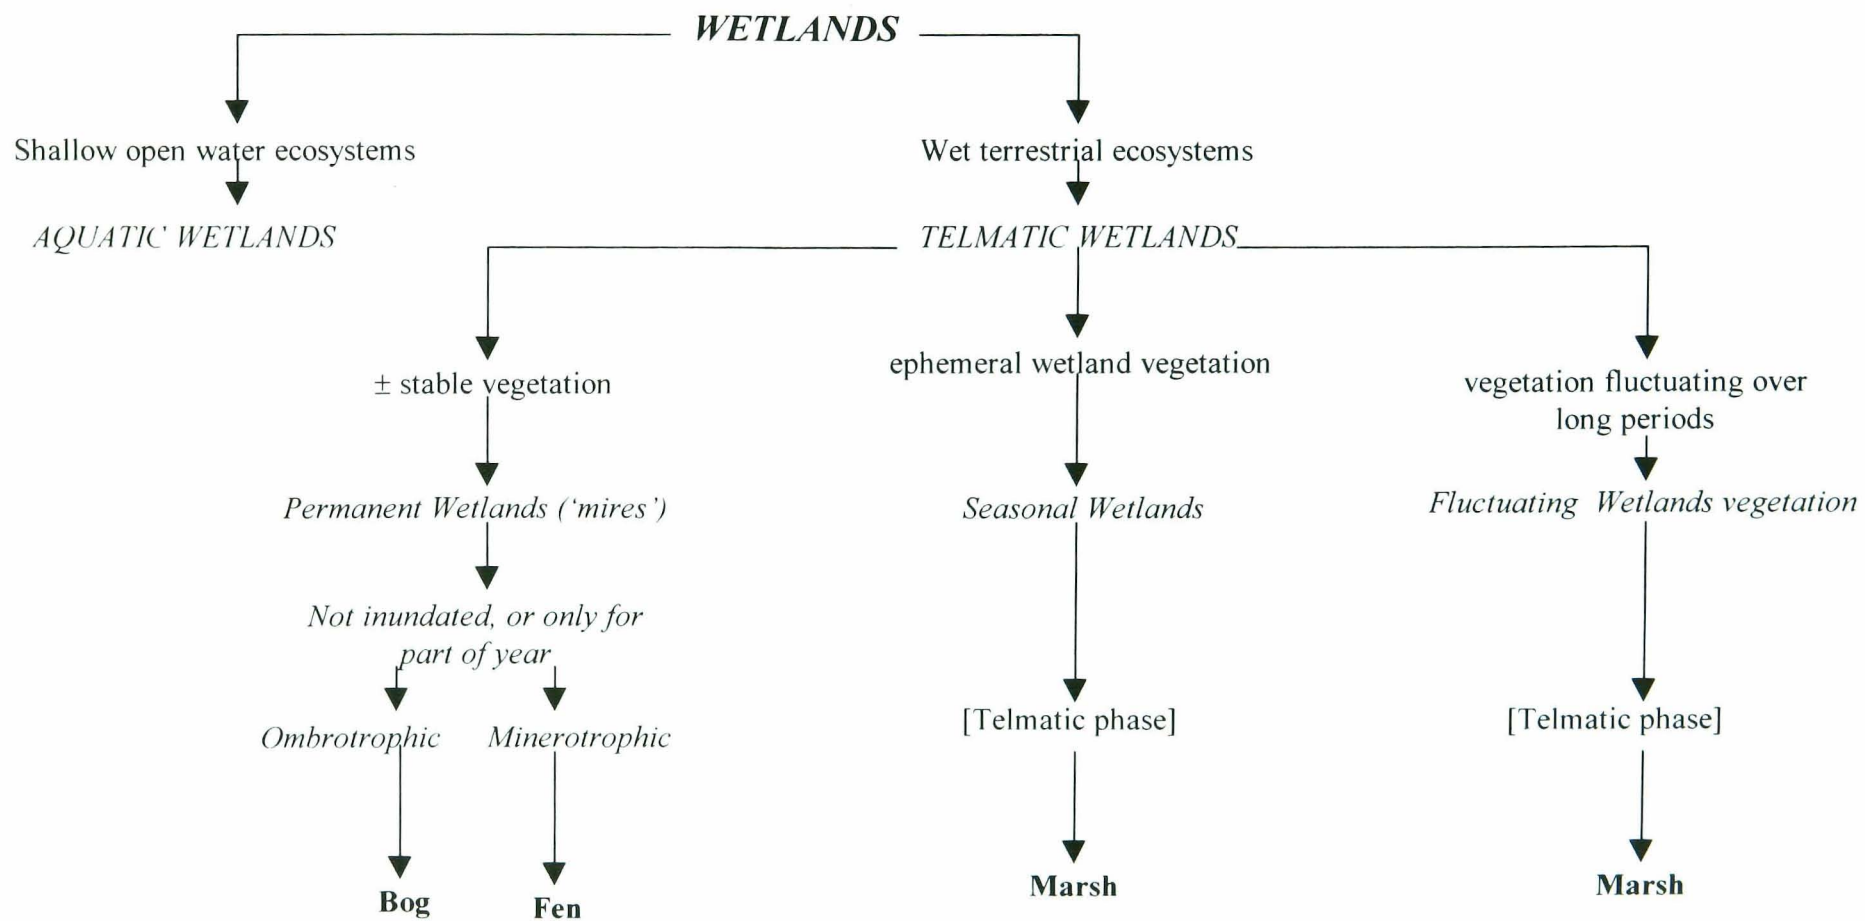 WETLANDS
Shallow open water ecosystems
Wet terrestrial ecosystems
AQUATIC WETLANDS
TELMATIC WETLANDS
± stable vegetation
ephemeral wetland vegetation
vegetation fluctuating over
long periods
Permanent Wetlands (‘mires’)
Seasonal Wetlands
Fluctuating Wetlands vegetation
Not inundated, or only for
part of year
Ombrotrophic
Minerotrophic
[Telmatic phase]
[Telmatic phase]
Bog
Fen
Marsh
Marsh